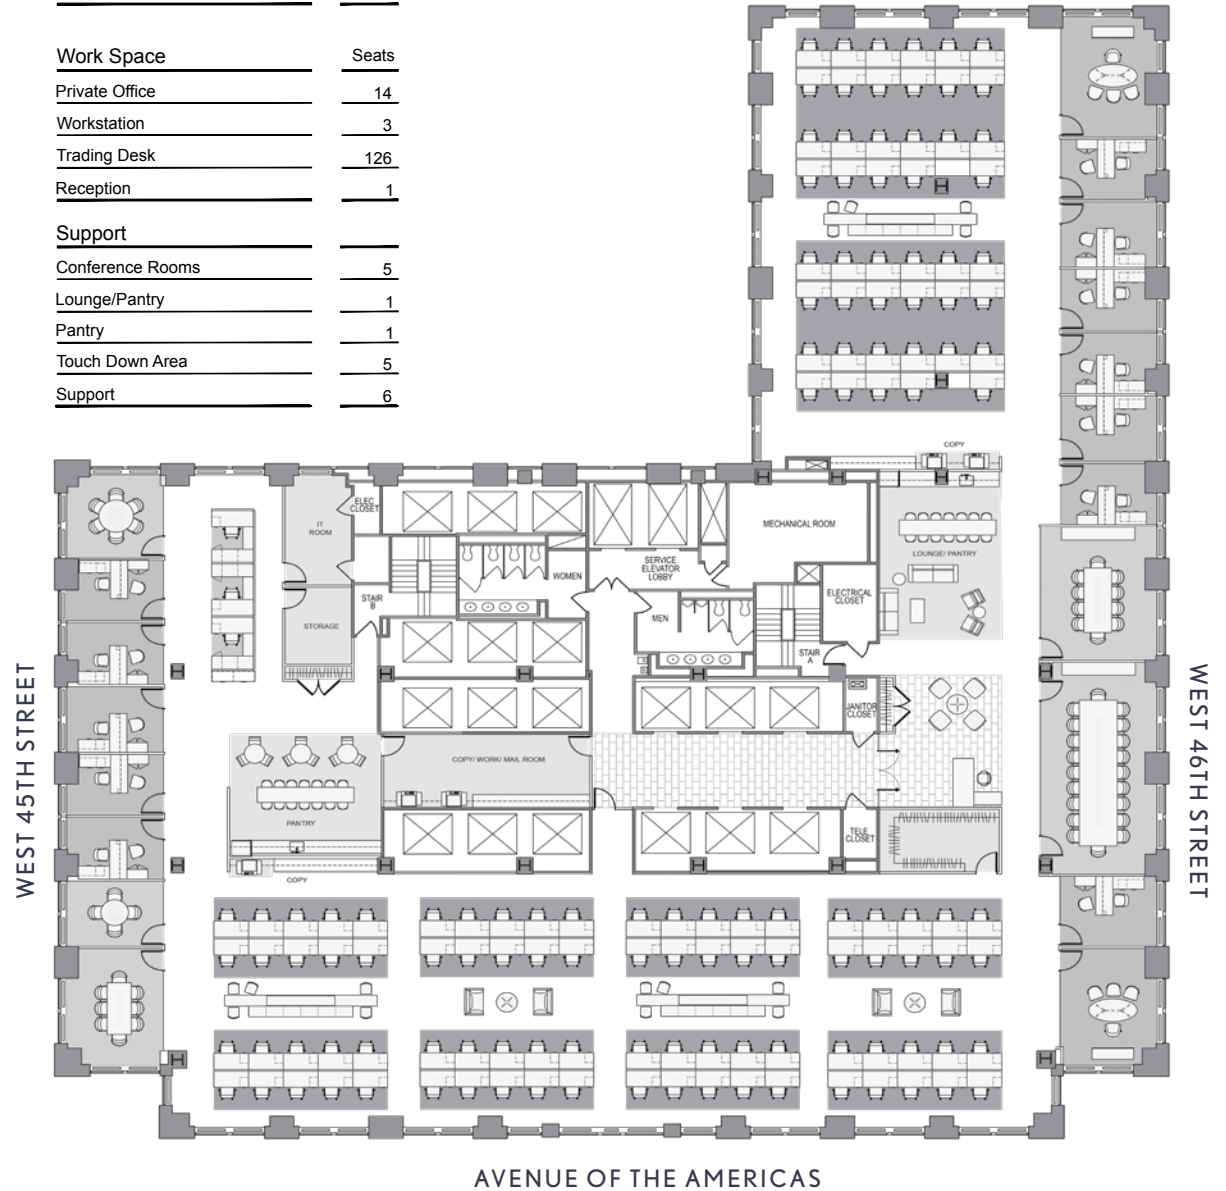 Work Space Seats
Private Office 14
Workstation 3
Trading Desk 126
Reception 1
Support
Conference Rooms 5
Lounge/Pantry 1
Pantry 1
Touch Down Area 5
Support 6
COPY
ELEC
CLOSET
IT
ROOM
MECHANICAL ROOM
LOUNGE/ PANTRY
SERVICE
ELEVATOR
LOBBY
WOMEN
STAIR
B
STORAGE
MEN
ELECTRICAL
CLOSET
STAIR
A
JANITOR
CLOSET
COPY/ WORK/ MAIL ROOM
PANTRY
TELE
CLOSET
COPY
WEST 45TH STREET
WEST 46TH STREET
AVENUE OF THE AMERICAS